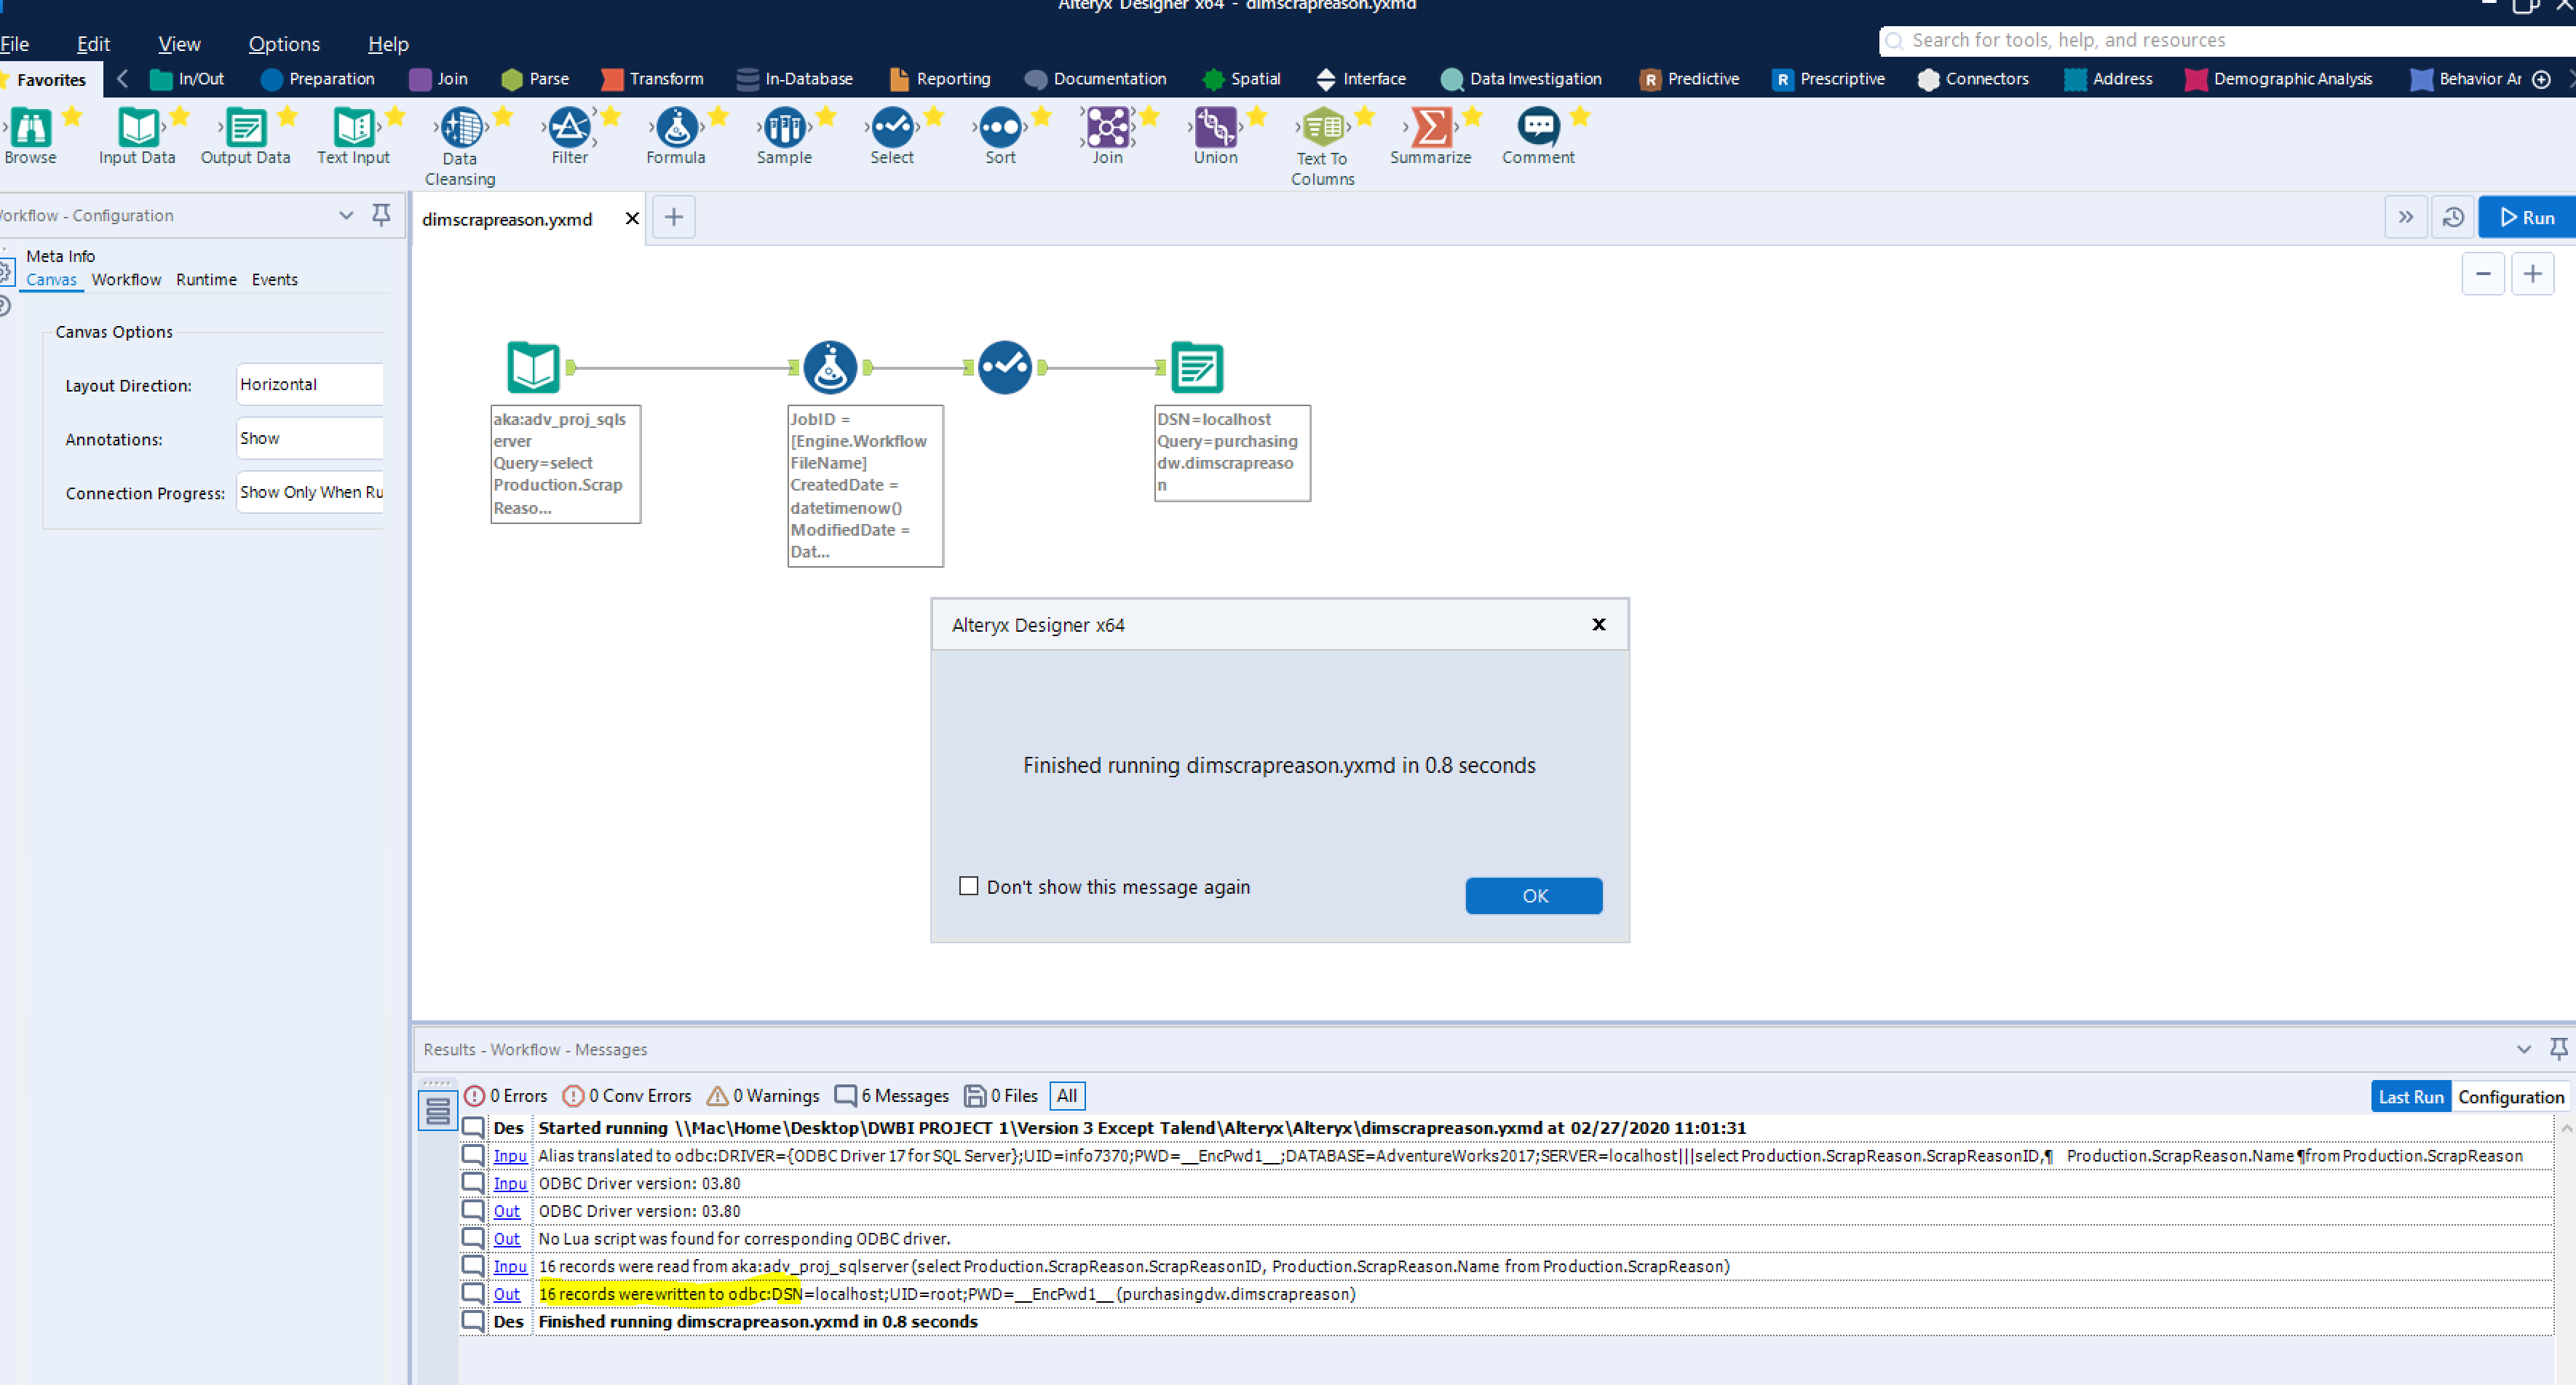 Alteryx Designer x64 - dimscrapreason.yxmd
File Edit View Options Help
Search for tools, help, and resources
Favorites In/Out Preparation Join Parse Transform In-Database Reporting Documentation Spatial Interface Data Investigation Predictive Prescriptive Connectors Address Demographic Analysis Behavior Ar
Browse Input Data Output Data Text Input Data Cleansing Filter Formula Sample Select Sort Join Union Text To Columns Summarize Comment
orkflow - Configuration
dimscrapreason.yxmd
Run
Meta Info
Canvas Workflow Runtime Events
Canvas Options
Layout Direction: Horizontal
Annotations: Show
Connection Progress: Show Only When Ru
aka:adv_proj_sqls
erver
Query=select
Production.Scrap
Reaso...
JobID =
[Engine.Workflow
FileName]
CreatedDate =
datetimenow()
ModifiedDate =
Dat...
DSN=localhost
Query=purchasing
dw.dimscrapreaso
n
Alteryx Designer x64
Finished running dimscrapreason.yxmd in 0.8 seconds
Don't show this message again
OK
Results - Workflow - Messages
0 Errors 0 Conv Errors 0 Warnings 6 Messages 0 Files All
Last Run Configuration
Des Started running \\Mac\Home\Desktop\DWBI PROJECT 1\Version 3 Except Talend\Alteryx\Alteryx\dimscrapreason.yxmd at 02/27/2020 11:01:31
Inpu Alias translated to odbc:DRIVER={ODBC Driver 17 for SQL Server};UID=info7370;PWD=__EncPwd1__;DATABASE=AdventureWorks2017;SERVER=localhost|||select Production.ScrapReason.ScrapReasonID,¶ Production.ScrapReason.Name¶from Production.ScrapReason
Inpu ODBC Driver version: 03.80
Out ODBC Driver version: 03.80
Out No Lua script was found for corresponding ODBC driver.
Inpu 16 records were read from aka:adv_proj_sqlserver (select Production.ScrapReason.ScrapReasonID, Production.ScrapReason.Name from Production.ScrapReason)
Out 16 records were written to odbc:DSN=localhost;UID=root;PWD=__EncPwd1__ (purchasingdw.dimscrapreason)
Des Finished running dimscrapreason.yxmd in 0.8 seconds